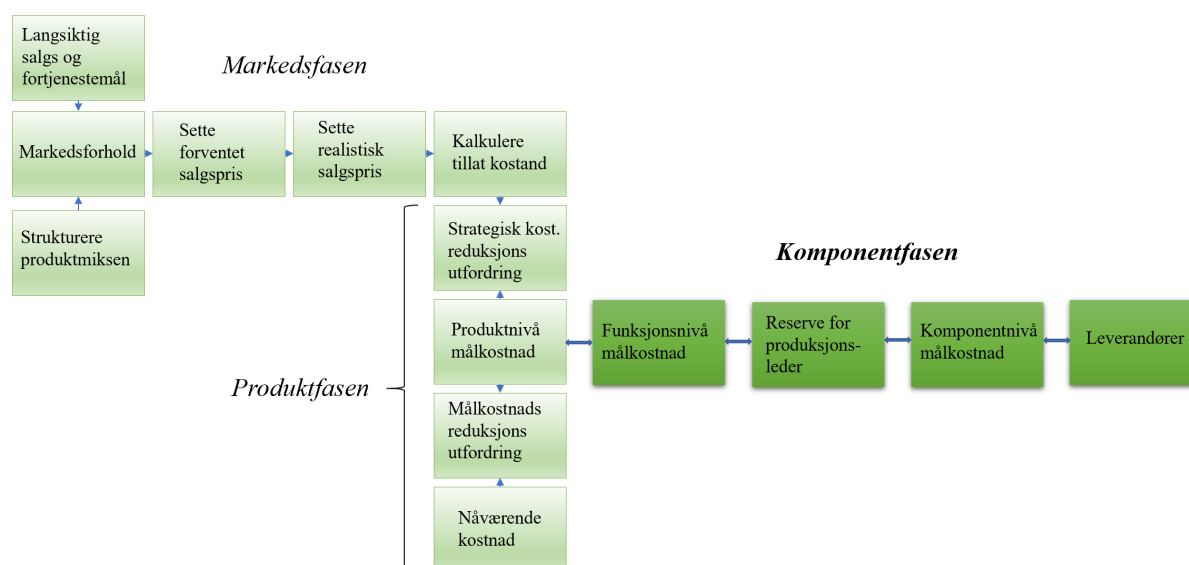 Langsiktig
salgs og
fortjenestemål
Markedsfasen
Markedsforhold
Sette
forventet
salgspris
Sette
realistisk
salgspris
Kalkulere
tillat kostand
Strukturere
produktmiksen
Strategisk kost.
reduksjons
utfordring
Komponentfasen
Produktnivå
målkostnad
Funksjonsnivå
målkostnad
Reserve for
produksjons-
leder
Komponentnivå
målkostnad
Leverandører
Produktfasen
Målkostnads
reduksjons
utfordring
Nåværende
kostnad